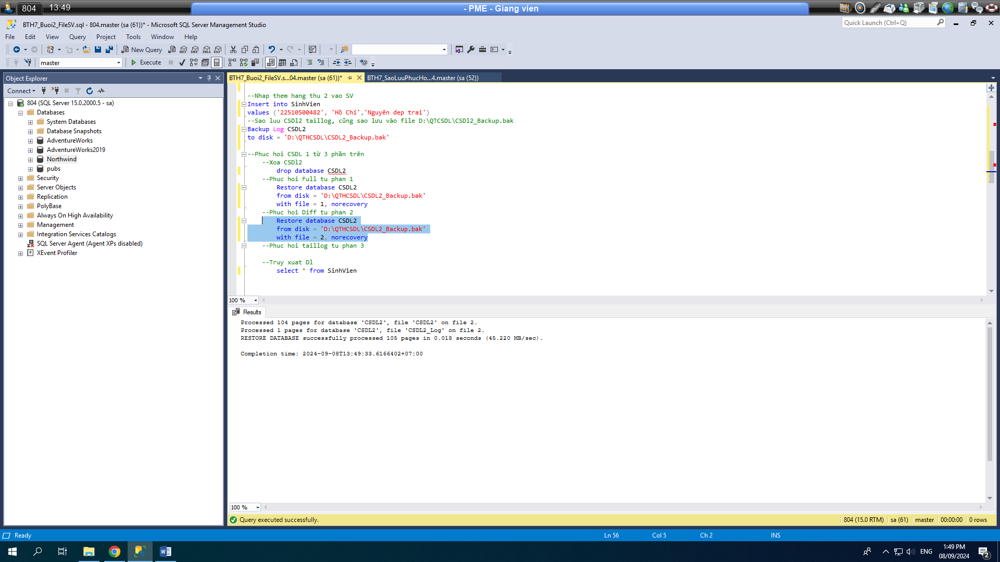 804
13:49
- PME - Giang vien
BTH7_Buoi2_FileSV.sql - 804.master (sa (61))* - Microsoft SQL Server Management Studio
Quick Launch (Ctrl+Q)
File Edit View Query Project Tools Window Help
New Query
MDX DMX XMLA DAX
master
Execute
Object Explorer
BTH7_Buoi2_FileSV.s...04.master (sa (61))*
BTH7_SaoLuuPhucHo...4.master (sa (52))
Connect
804 (SQL Server 15.0.2000.5 - sa)
Databases
System Databases
Database Snapshots
AdventureWorks
AdventureWorks2019
Northwind
pubs
Security
Server Objects
Replication
PolyBase
Always On High Availability
Management
Integration Services Catalogs
SQL Server Agent (Agent XPs disabled)
XEvent Profiler
--Nhap them hang thu 2 vao SV
Insert into SinhVien
values ('22510500482', 'Hồ Chí','Nguyên dep trai')
--Sao luu CSDl2 taillog, cũng sao lưu vào file D:\QTCSDL\CSDl2_Backup.bak
Backup Log CSDL2
to disk = 'D:\QTHCSDL\CSDL2_Backup.bak'
--Phuc hoi CSDL 1 từ 3 phần trên
--Xoa CSDl2
drop database CSDL2
--Phuc hoi Full tu phan 1
Restore database CSDL2
from disk = 'D:\QTHCSDL\CSDL2_Backup.bak'
with file = 1, norecovery
--Phuc hoi Diff tu phan 2
Restore database CSDL2
from disk = 'D:\QTHCSDL\CSDL2_Backup.bak'
with file = 2, norecovery
--Phuc hoi taillog tu phan 3
--Truy xuat Dl
select * from SinhVien
100 %
Results
Processed 104 pages for database 'CSDL2', file 'CSDL2' on file 2.
Processed 1 pages for database 'CSDL2', file 'CSDL2_Log' on file 2.
RESTORE DATABASE successfully processed 105 pages in 0.018 seconds (45.220 MB/sec).
Completion time: 2024-09-08T13:49:33.6166402+07:00
100 %
Query executed successfully.
804 (15.0 RTM) sa (61) master 00:00:00 0 rows
Ready
Ln 56
Col 5
Ch 2
INS
ENG
1:49 PM
08/09/2024
2